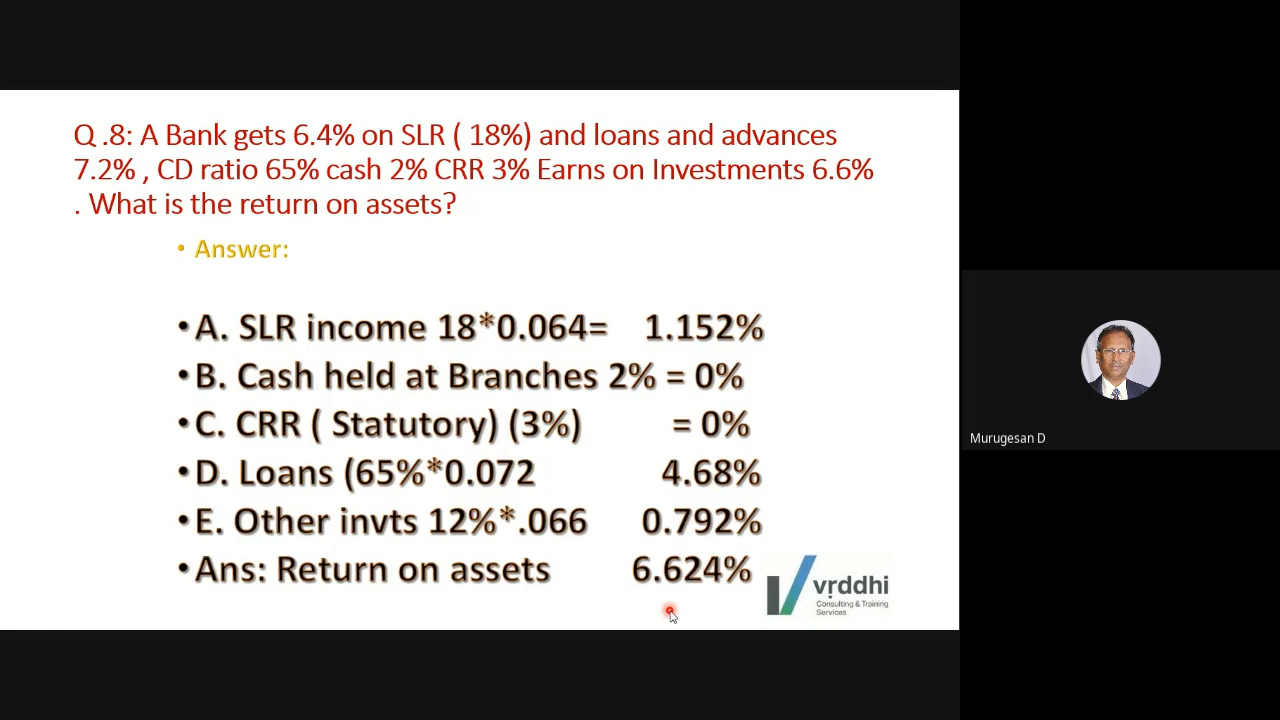 Q .8: A Bank gets 6.4% on SLR ( 18%) and loans and advances
7.2% , CD ratio 65% cash 2% CRR 3% Earns on Investments 6.6%
. What is the return on assets?
• Answer:
• A. SLR income 18*0.064= 1.152%
• B. Cash held at Branches 2% = 0%
• C. CRR ( Statutory) (3%) = 0%
• D. Loans (65%*0.072 4.68%
• E. Other invts 12%*.066 0.792%
• Ans: Return on assets 6.624%
vṛddhi
Consulting & Training
Services
Murugesan D